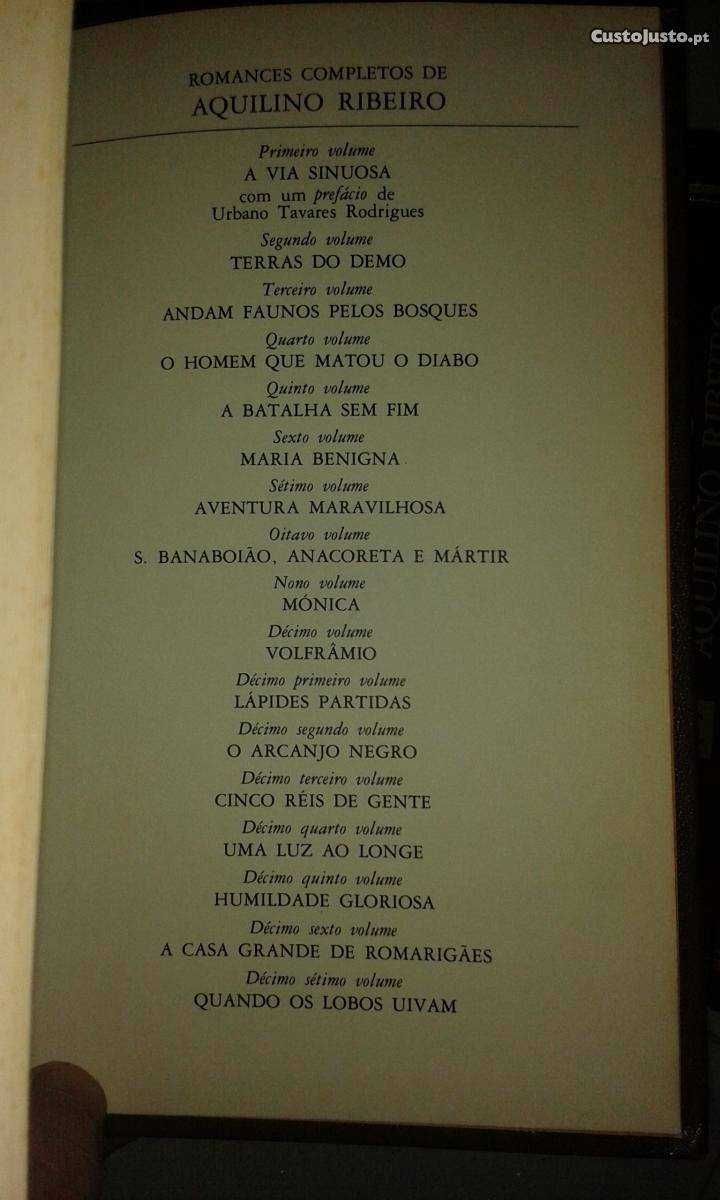 CustoJusto.pt
ROMANCES COMPLETOS DE
AQUILINO RIBEIRO
Primeiro volume
A VIA SINUOSA
com um prefácio de
Urbano Tavares Rodrigues
Segundo volume
TERRAS DO DEMO
Terceiro volume
ANDAM FAUNOS PELOS BOSQUES
Quarto volume
O HOMEM QUE MATOU O DIABO
Quinto volume
A BATALHA SEM FIM
Sexto volume
MARIA BENIGNA
Sétimo volume
AVENTURA MARAVILHOSA
Oitavo volume
S. BANABOIÃO, ANACORETA E MÁRTIR
Nono volume
MÓNICA
Décimo volume
VOLFRÂMIO
Décimo primeiro volume
LÁPIDES PARTIDAS
Décimo segundo volume
O ARCANJO NEGRO
Décimo terceiro volume
CINCO RÉIS DE GENTE
Décimo quarto volume
UMA LUZ AO LONGE
Décimo quinto volume
HUMILDADE GLORIOSA
Décimo sexto volume
A CASA GRANDE DE ROMARIGÃES
Décimo sétimo volume
QUANDO OS LOBOS UIVAM
AQUILINO RIBEIRO